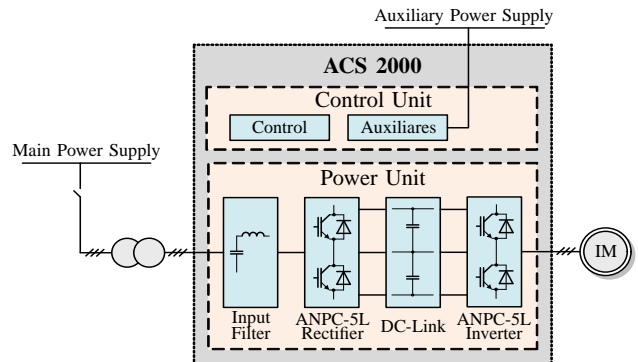 Auxiliary Power Supply
ACS 2000
Control Unit
Control
Auxiliares
Main Power Supply
Power Unit
IM
Input
Filter
ANPC-5L
Rectifier
DC-Link
ANPC-5L
Inverter